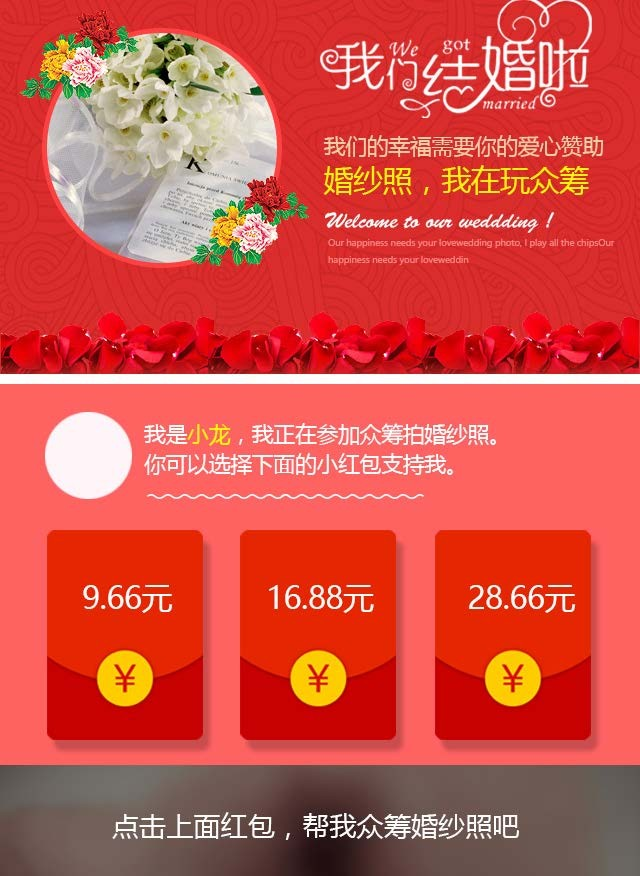 我们结婚啦
We got married
我们的幸福需要你的爱心赞助
婚纱照，我在玩众筹
Welcome to our weddding !
Our happiness needs your lovewedding photo, I play all the chipsOur
happiness needs your loveweddin
我是小龙，我正在参加众筹拍婚纱照。
你可以选择下面的小红包支持我。
9.66元
16.88元
28.66元
¥
¥
¥
点击上面红包，帮我众筹婚纱照吧